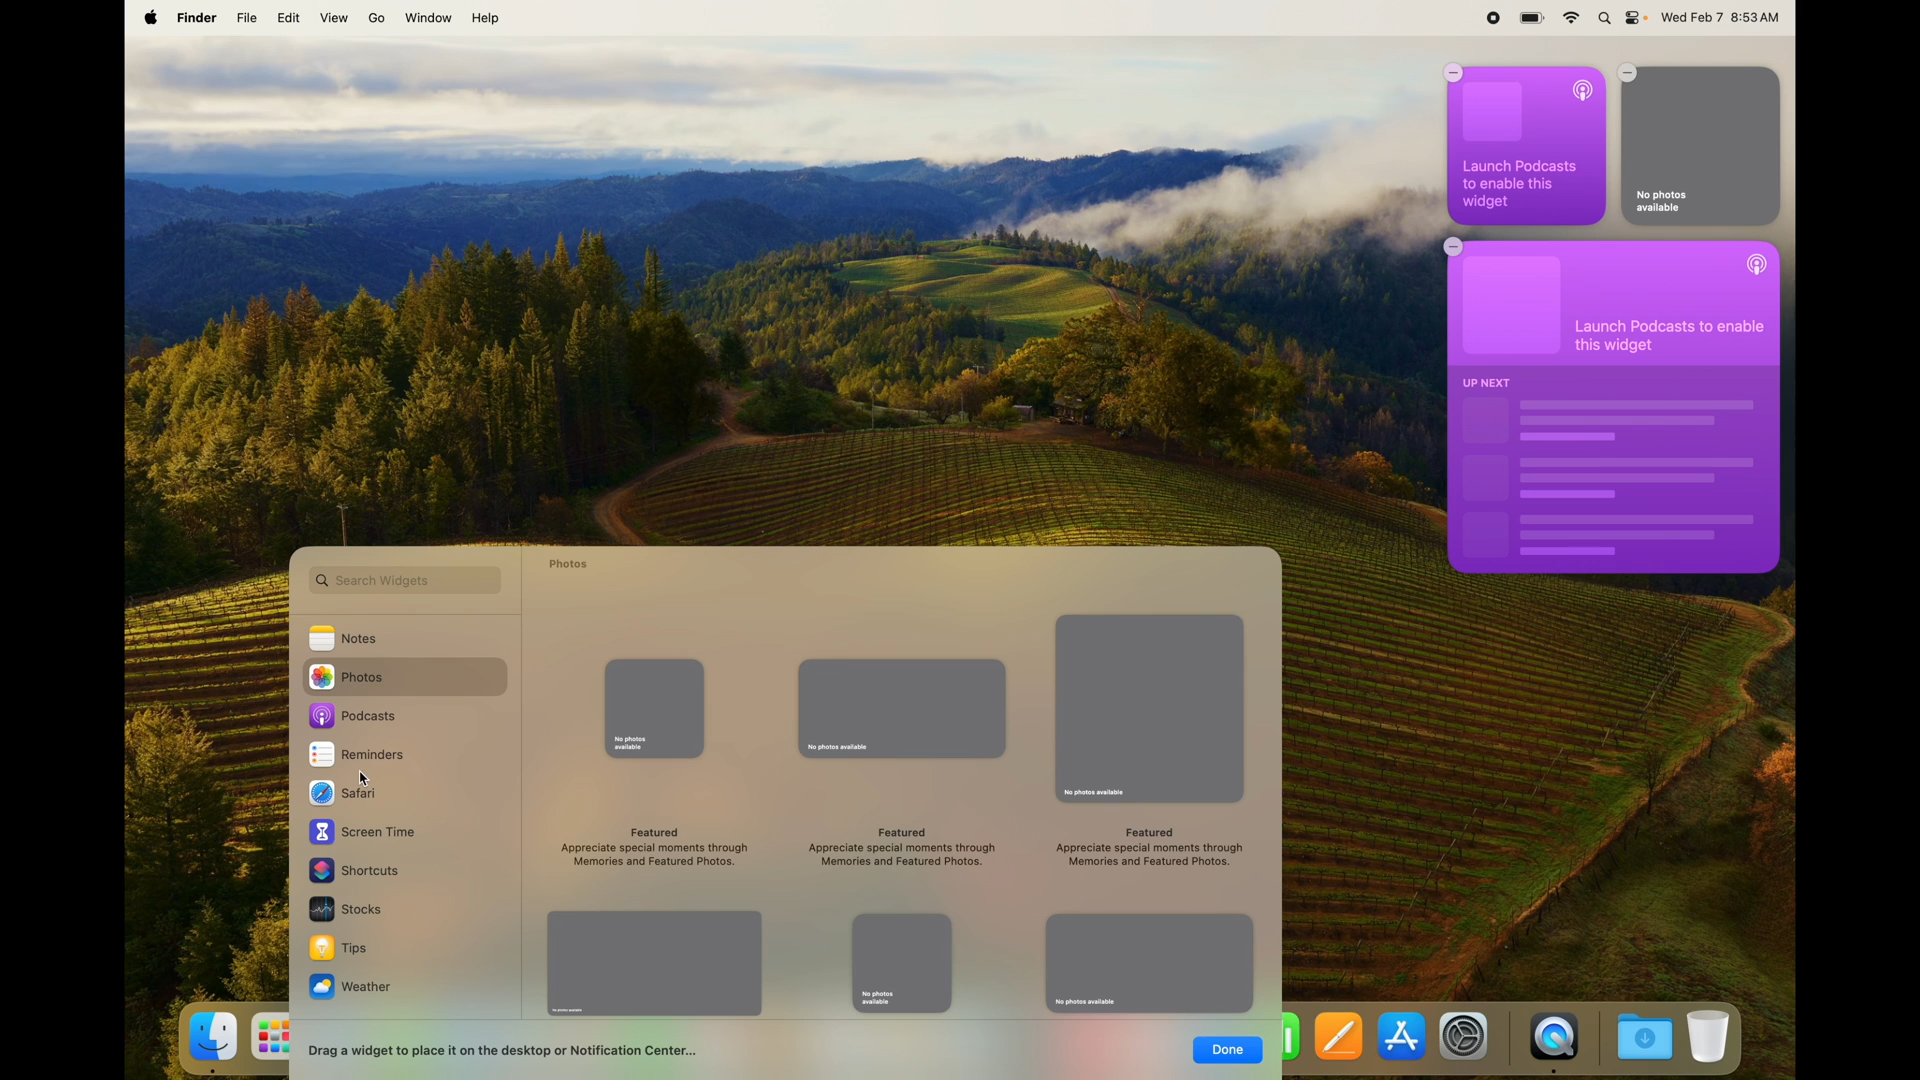 Finder File Edit View Go Window Help
Wed Feb 7 8:53 AM
Launch Podcasts
to enable this
widget
No photos
available
Launch Podcasts to enable
this widget
UP NEXT
Search Widgets
Notes
Photos
Podcasts
Reminders
Safari
Screen Time
Shortcuts
Stocks
Tips
Weather
Photos
No photos
available
No photos available
No photos available
Featured
Appreciate special moments through
Memories and Featured Photos.
Featured
Appreciate special moments through
Memories and Featured Photos.
Featured
Appreciate special moments through
Memories and Featured Photos.
No photos available
No photos
available
No photos available
Drag a widget to place it on the desktop or Notification Center...
Done